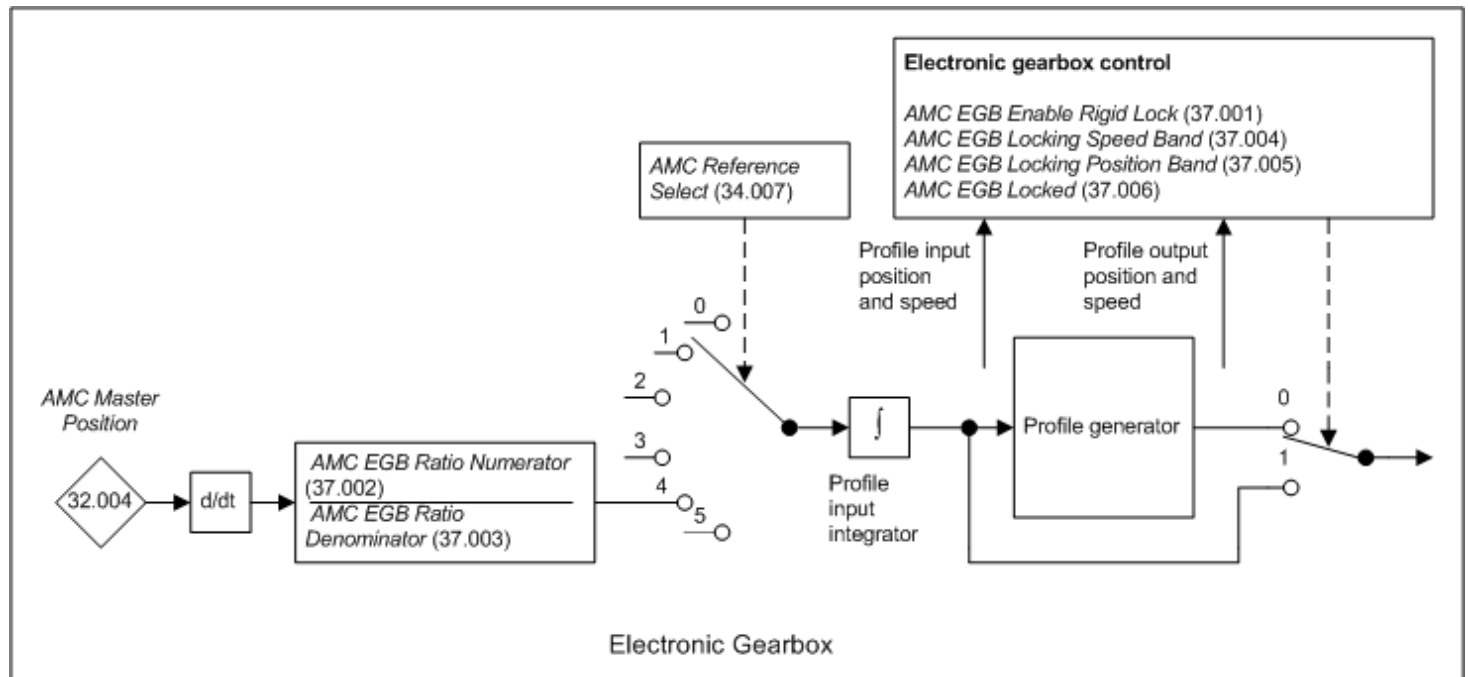 Electronic gearbox control
AMC EGB Enable Rigid Lock (37.001)
AMC EGB Locking Speed Band (37.004)
AMC EGB Locking Position Band (37.005)
AMC EGB Locked (37.006)
AMC Reference
Select (34.007)
Profile input
position
and speed
Profile output
position and
speed
0
1
2
3
4
5
AMC Master
Position
32.004
d/dt
AMC EGB Ratio Numerator
(37.002)
AMC EGB Ratio
Denominator (37.003)
∫
Profile
input
integrator
Profile generator
0
1
Electronic Gearbox